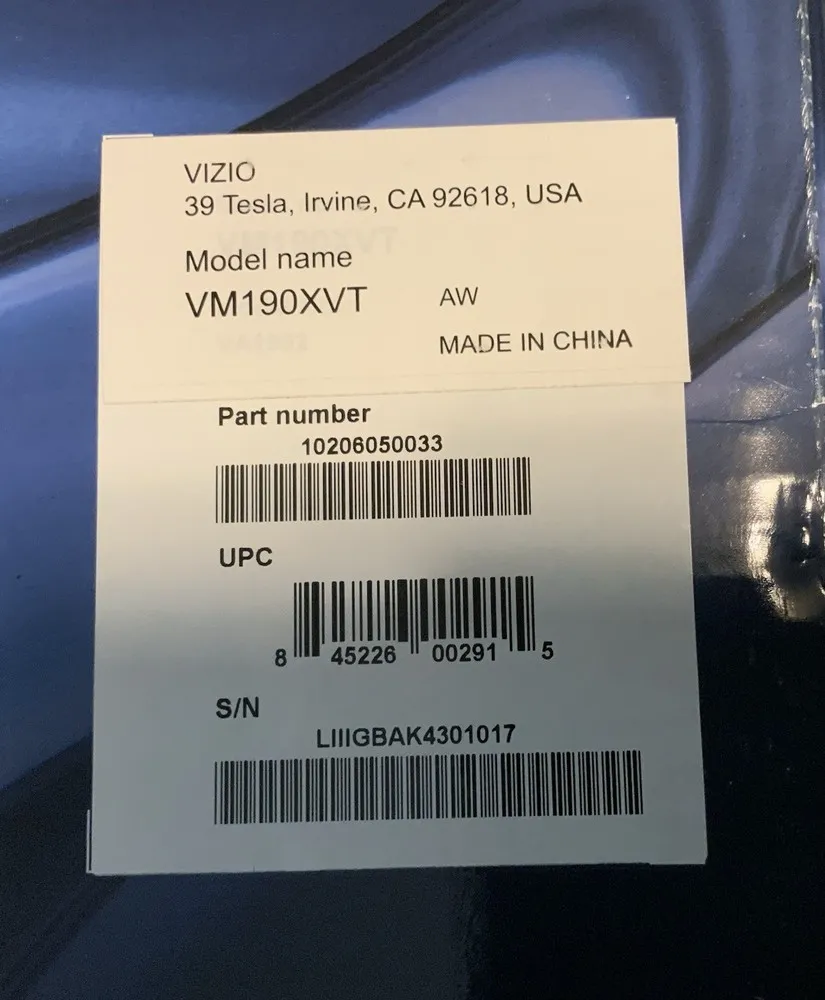 VIZIO
39 Tesla, Irvine, CA 92618, USA
Model name
VM190XVT AW
MADE IN CHINA
Part number
10206050033
UPC
8 45226 00291 5
S/N
LIIIGBAK4301017